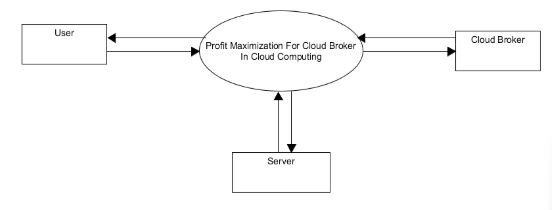 User
Profit Maximization For Cloud Broker
In Cloud Computing
Cloud Broker
Server